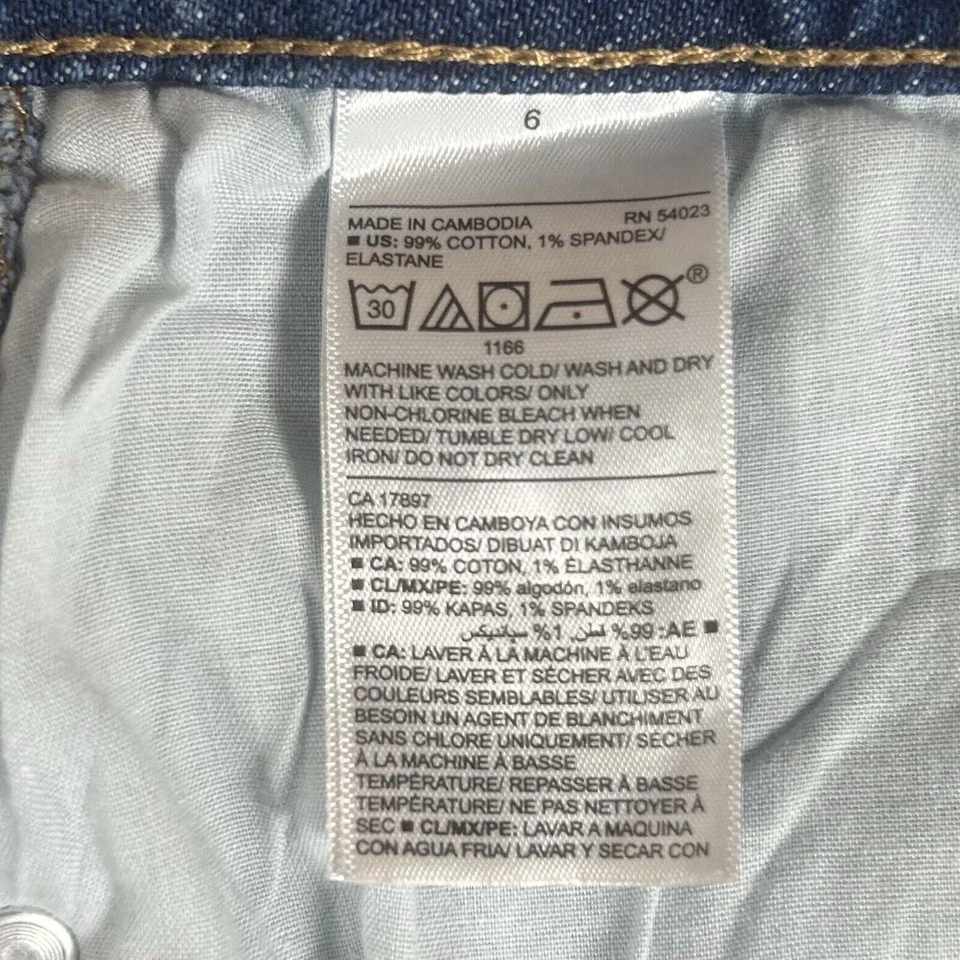 6
MADE IN CAMBODIA RN 54023
■ US: 99% COTTON, 1% SPANDEX/
ELASTANE
30 ®
1166
MACHINE WASH COLD/ WASH AND DRY
WITH LIKE COLORS/ ONLY
NON-CHLORINE BLEACH WHEN
NEEDED/ TUMBLE DRY LOW/ COOL
IRON/ DO NOT DRY CLEAN
CA 17897
HECHO EN CAMBOYA CON INSUMOS
IMPORTADOS/ DIBUAT DI KAMBOJA
■ CA: 99% COTON, 1% ÉLASTHANNE
■ CL/MX/PE: 99% algodón, 1% elastano
■ ID: 99% KAPAS, 1% SPANDEKS
■ AE: 99% قطن, 1% سپانديكس
■ CA: LAVER À LA MACHINE À L'EAU
FROIDE/ LAVER ET SÉCHER AVEC DES
COULEURS SEMBLABLES/ UTILISER AU
BESOIN UN AGENT DE BLANCHIMENT
SANS CHLORE UNIQUEMENT/ SÉCHER
À LA MACHINE À BASSE
TEMPÉRATURE/ REPASSER À BASSE
TEMPÉRATURE/ NE PAS NETTOYER À
SEC ■ CL/MX/PE: LAVAR A MAQUINA
CON AGUA FRIA/ LAVAR Y SECAR CON